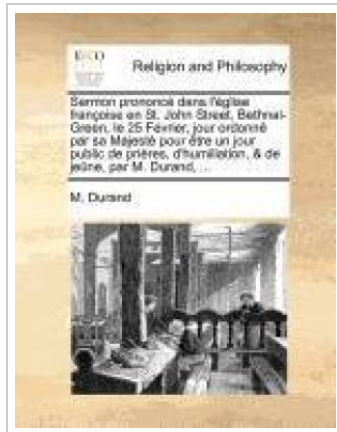 ECCO
Religion and Philosophy
Sermon prononcé dans l'église
françoise en St. John Street, Bethnal-
Green, le 25 Février, jour ordonné
par sa Majesté pour être un jour
public de prières, d'humiliation, & de
jeûne, par M. Durand, ...
M. Durand